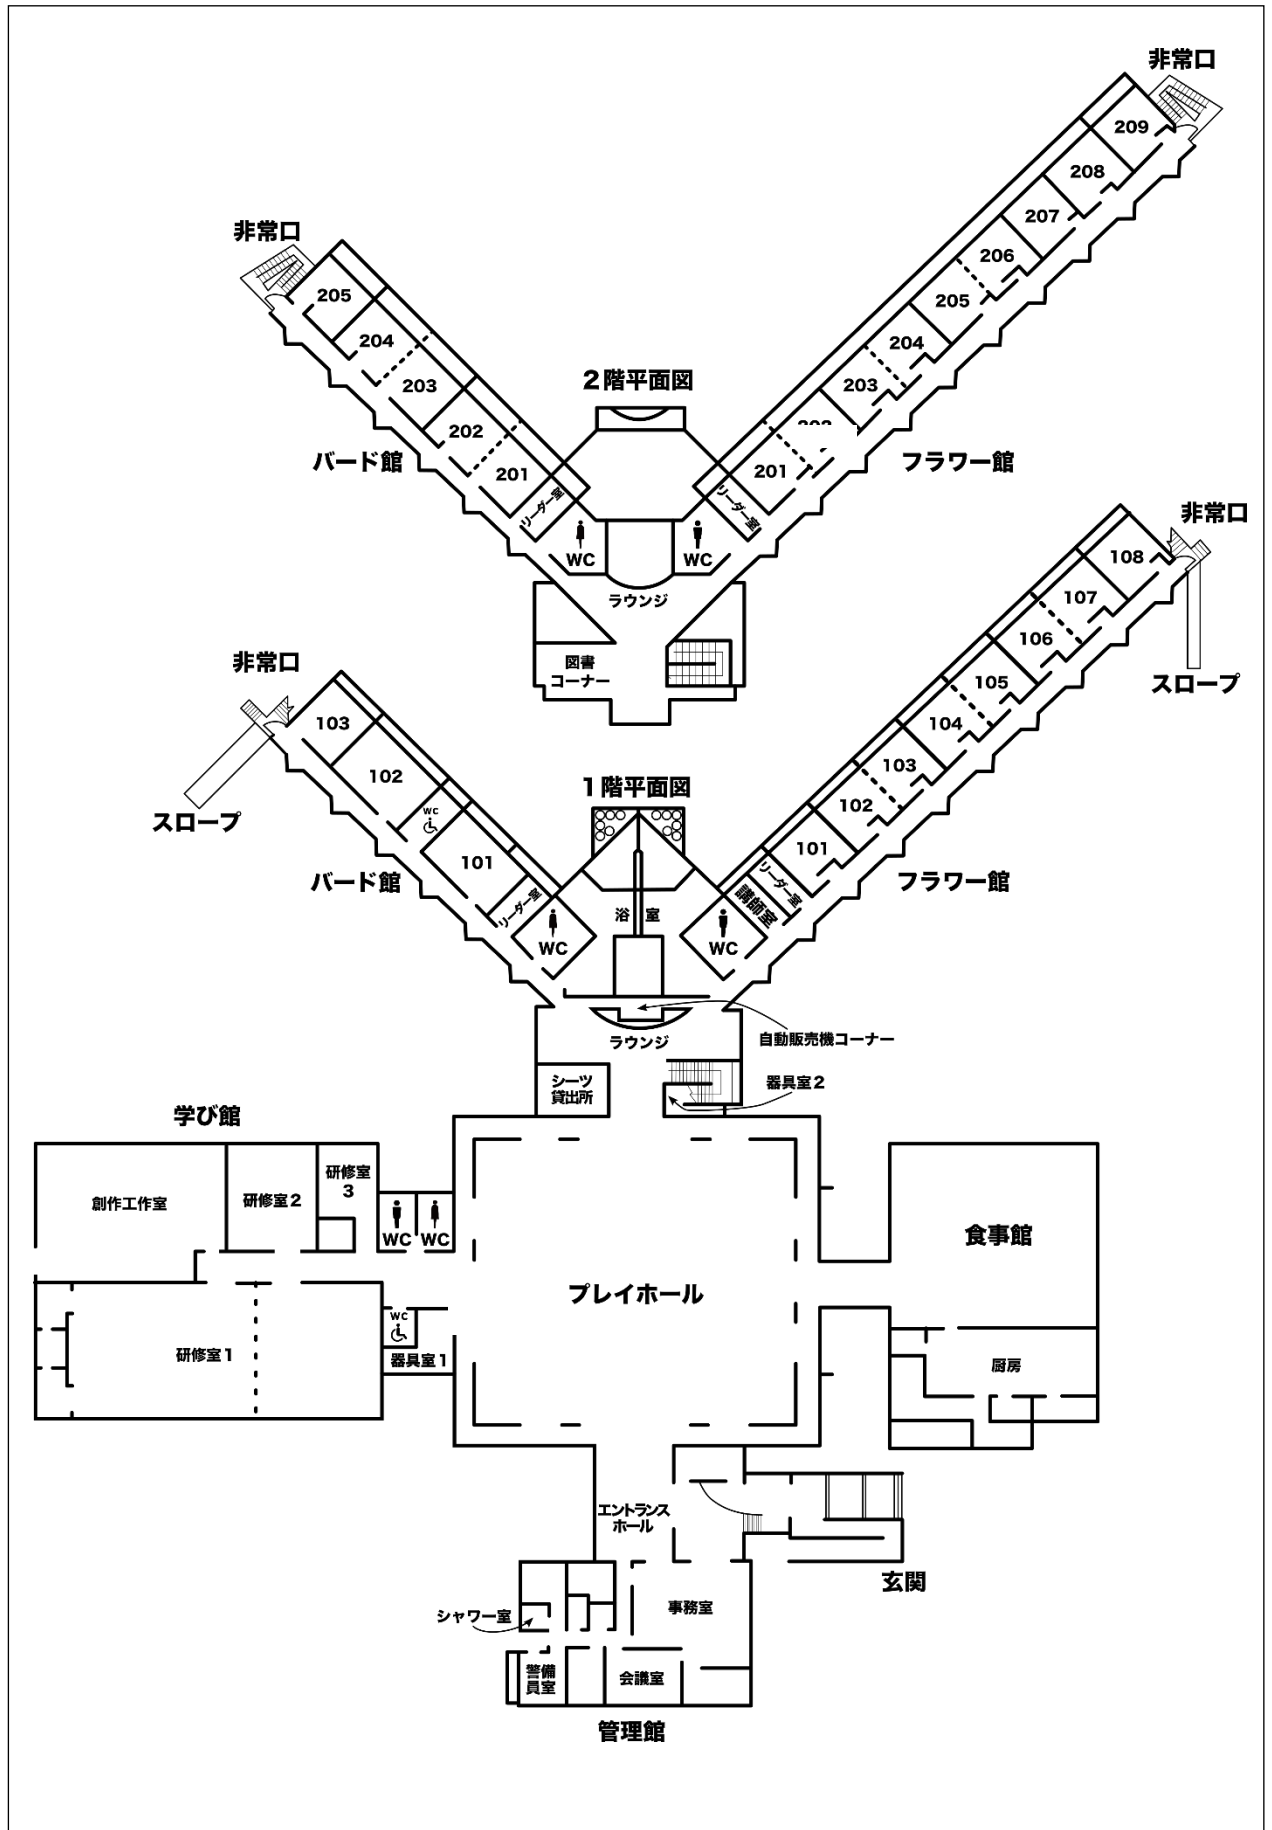 非常口
209
208
207
206
205
204
203
201
リーダー室
WC
フラワー館
非常口
205
204
203
202
201
リーダー室
WC
バード館
2階平面図
ラウンジ
図書
コーナー
非常口
スロープ
108
107
106
105
104
103
102
101
リーダー室
講師室
WC
フラワー館
非常口
スロープ
103
102
WC
101
リーダー室
WC
バード館
1階平面図
浴室
ラウンジ
自動販売機コーナー
シーツ
貸出所
器具室2
学び館
創作工作室
研修室2
研修室
3
WC
WC
研修室1
WC
器具室1
プレイホール
食事館
厨房
エントランス
ホール
玄関
シャワー室
事務室
警備
員室
会議室
管理館